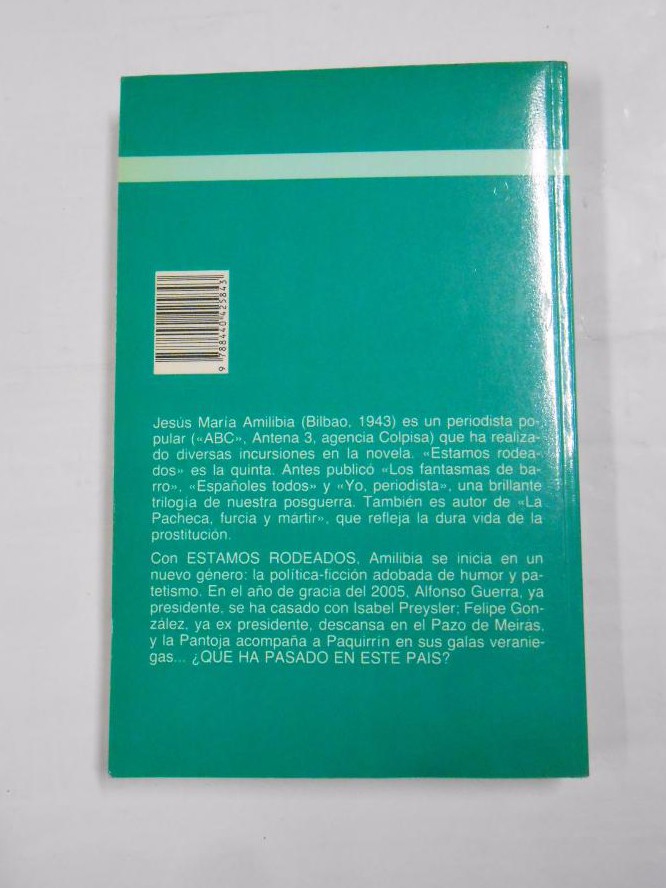 9 788440 425843
Jesús María Amilibia (Bilbao, 1943) es un periodista po-
pular («ABC», Antena 3, agencia Colpisa) que ha realiza-
do diversas incursiones en la novela. «Estamos rodea-
dos» es la quinta. Antes publicó «Los fantasmas de ba-
rro», «Españoles todos» y «Yo, periodista», una brillante
trilogía de nuestra posguerra. También es autor de «La
Pacheca, furcia y mártir», que refleja la dura vida de la
prostitución.
Con ESTAMOS RODEADOS, Amilibia se inicia en un
nuevo género: la política-ficción adobada de humor y pa-
tetismo. En el año de gracia del 2005, Alfonso Guerra, ya
presidente, se ha casado con Isabel Preysler; Felipe Gon-
zález, ya ex presidente, descansa en el Pazo de Meirás,
y la Pantoja acompaña a Paquirrín en sus galas veranie-
gas... ¿QUE HA PASADO EN ESTE PAIS?